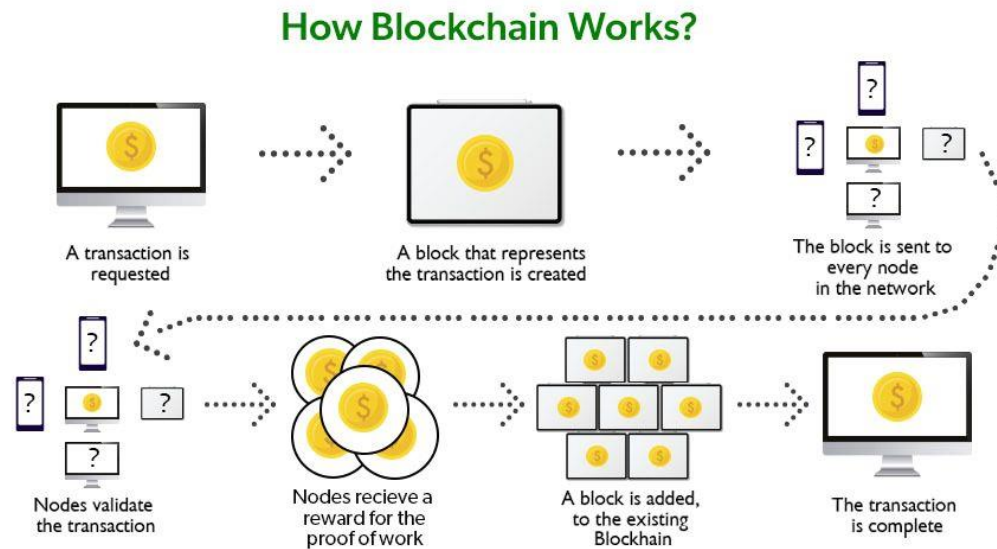 How Blockchain Works?
$
A transaction is
requested
$
A block that represents
the transaction is created
?
?
$
?
?
The block is sent to
every node
in the network
?
?
$
?
?
Nodes validate
the transaction
$
$
$
$
$
Nodes recieve a
reward for the
proof of work
$
$
$
$
$
$
$
A block is added,
to the existing
Blockhain
$
The transaction
is complete